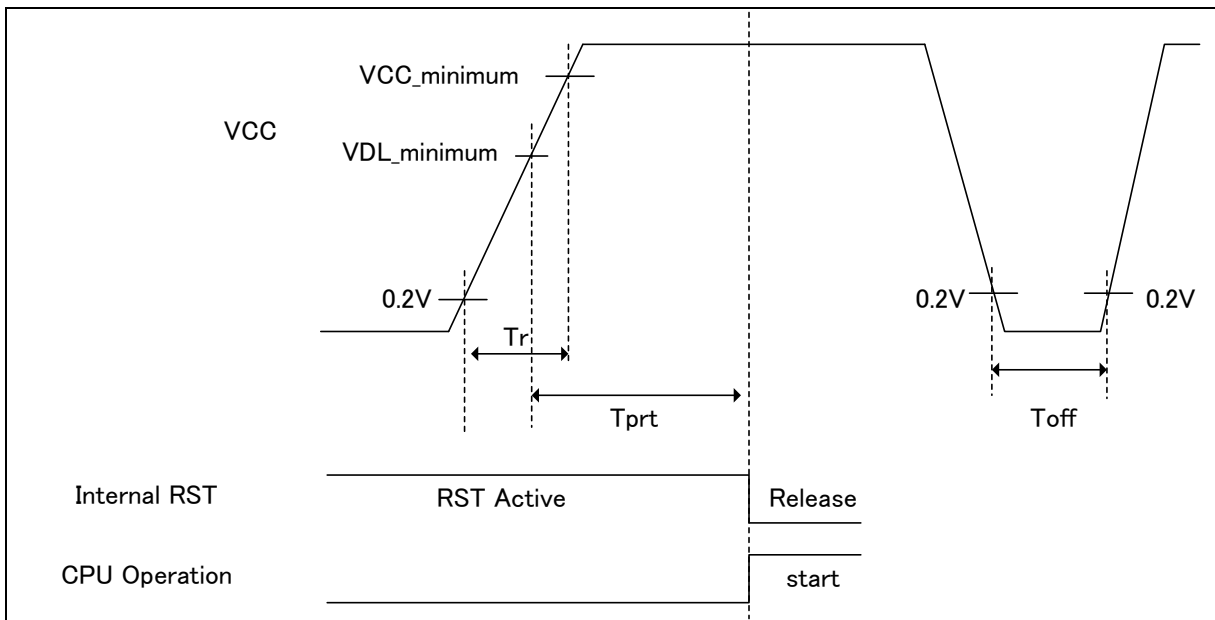 VCC_minimum
VCC
VDL_minimum
0.2V
0.2V
0.2V
Tr
Tprt
Toff
Internal RST
RST Active
Release
CPU Operation
start